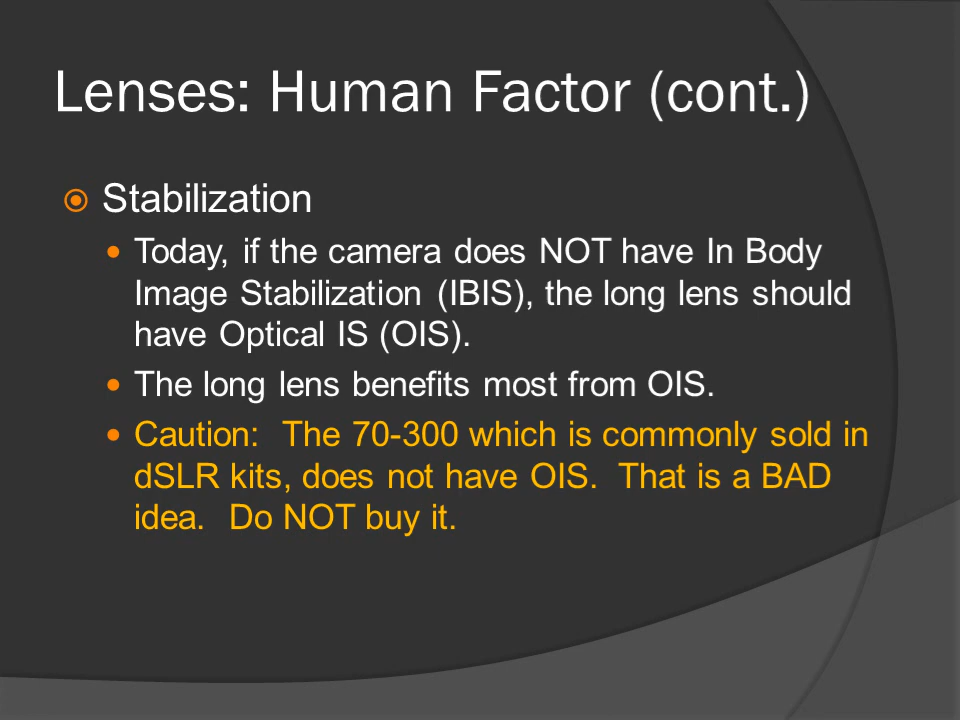 Lenses: Human Factor (cont.)
Stabilization
Today, if the camera does NOT have In Body
Image Stabilization (IBIS), the long lens should
have Optical IS (OIS).
The long lens benefits most from OIS.
Caution:  The 70-300 which is commonly sold in
dSLR kits, does not have OIS.  That is a BAD
idea.  Do NOT buy it.